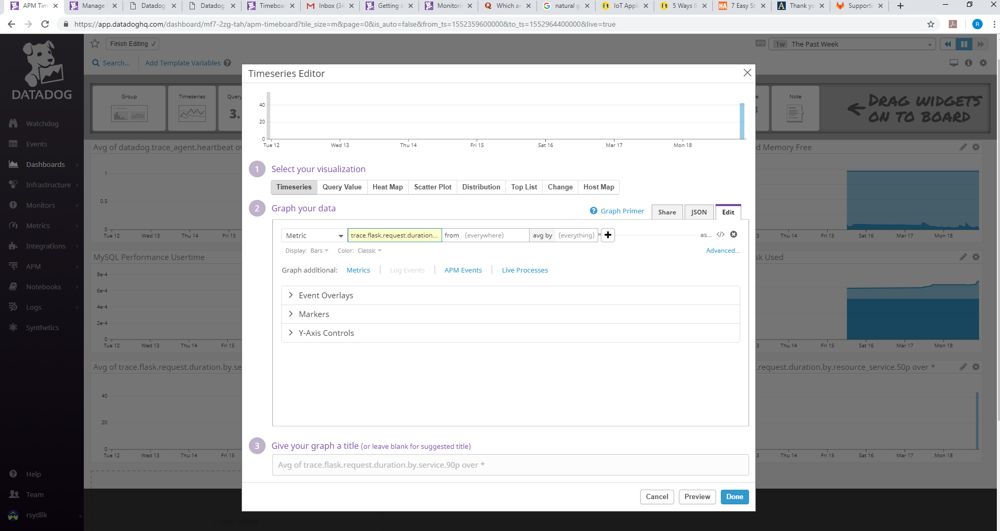 APM Tim
Manage
Datadog
Datadog
Timeboa
Inbox (34
Getting s
Monitori
Which ar
natural g
IoT Appli
5 Ways I
7 Easy St
Thank yo
Supporti
https://app.datadoghq.com/dashboard/mf7-2zg-tah/apm-timeboard?tile_size=m&page=0&is_auto=false&from_ts=1552359600000&to_ts=1552964400000&live=true
R
DATADOG
Watchdog
Events
Dashboards
Infrastructure
Monitors
Metrics
Integrations
APM
Notebooks
Logs
Synthetics
Help
Team
rsydlik
Finish Editing ✓
1w The Past Week
Search...
Add Template Variables
Group
Timeseries
Query
3.
e
Note
DRAG WIDGETS
ON TO BOARD
Avg of datadog.trace_agent.heartbeat ov
1
0.5
0
Tue 12 Wed 13 Thu 14 Fri 15
MySQL Performance Usertime
8e-4
6e-4
4e-4
2e-4
0
Tue 12 Wed 13 Thu 14 Fri 15
Avg of trace.flask.request.duration.by.se
40
20
0
Tue 12 Wed 13 Thu 14 Fri 15
Finish editing
Timeseries Editor
40
20
0
Tue 12 Wed 13 Thu 14 Fri 15 Sat 16 Mar 17 Mon 18
1 Select your visualization
Timeseries Query Value Heat Map Scatter Plot Distribution Top List Change Host Map
2 Graph your data
Graph Primer Share JSON Edit
Metric trace.flask.request.duration... from (everywhere) avg by (everything) as...
Display: Bars Color: Classic Advanced...
Graph additional: Metrics Log Events APM Events Live Processes
Event Overlays
Markers
Y-Axis Controls
3 Give your graph a title (or leave blank for suggested title)
Avg of trace.flask.request.duration.by.service.90p over *
Cancel Preview Done
d Memory Free
3 Thu 14 Fri 15 Sat 16 Mar 17 Mon 18
sk Used
3 Thu 14 Fri 15 Sat 16 Mar 17 Mon 18
.request.duration.by.resource_service.50p over *
3 Thu 14 Fri 15 Sat 16 Mar 17 Mon 18